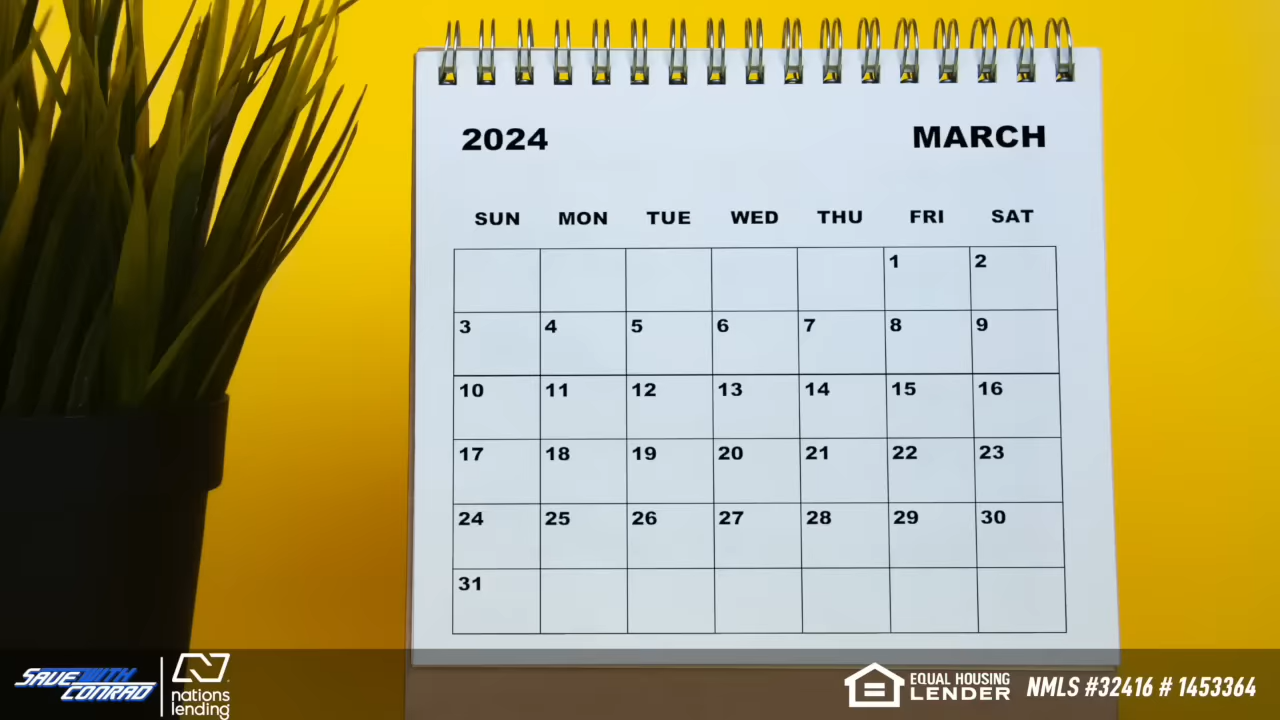 2024 MARCH
SUN MON TUE WED THU FRI SAT
1 2
3 4 5 6 7 8 9
10 11 12 13 14 15 16
17 18 19 20 21 22 23
24 25 26 27 28 29 30
31
SAVE WITH
CONRAD
nations
lending
EQUAL HOUSING
LENDER
NMLS #32416 # 1453364